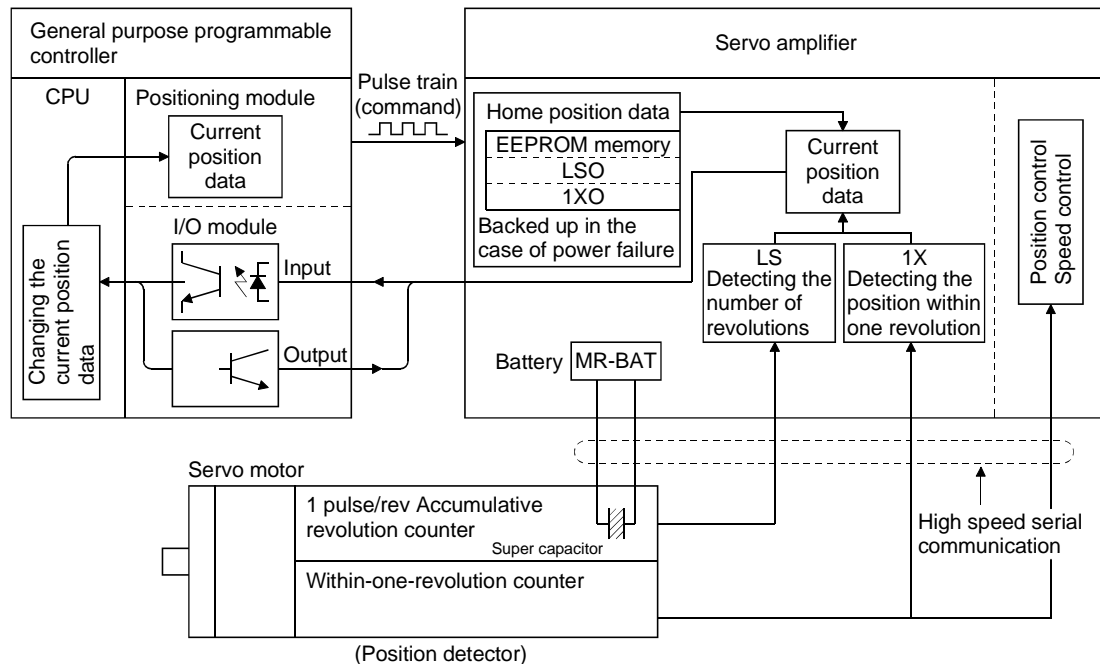 General purpose programmable
controller
CPU
Positioning module
Current
position
data
I/O module
Input
Output
Changing the
current position
data
Pulse train
(command)
Servo amplifier
Home position data
EEPROM memory
LSO
1XO
Backed up in the
case of power failure
Current
position
data
LS
Detecting the
number of
revolutions
1X
Detecting the
position within
one revolution
Position control
Speed control
Battery
MR-BAT
Servo motor
1 pulse/rev Accumulative
revolution counter
Super capacitor
Within-one-revolution counter
High speed serial
communication
(Position detector)